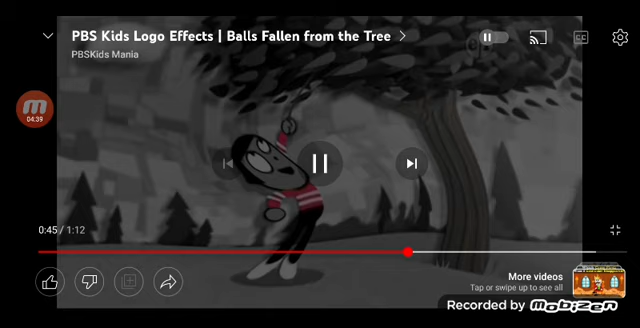 PBS Kids Logo Effects | Balls Fallen from the Tree
PBSKids Mania
CC
04:39
0:45 / 1:12
More videos
Tap or swipe up to see all
Recorded by Mobizen